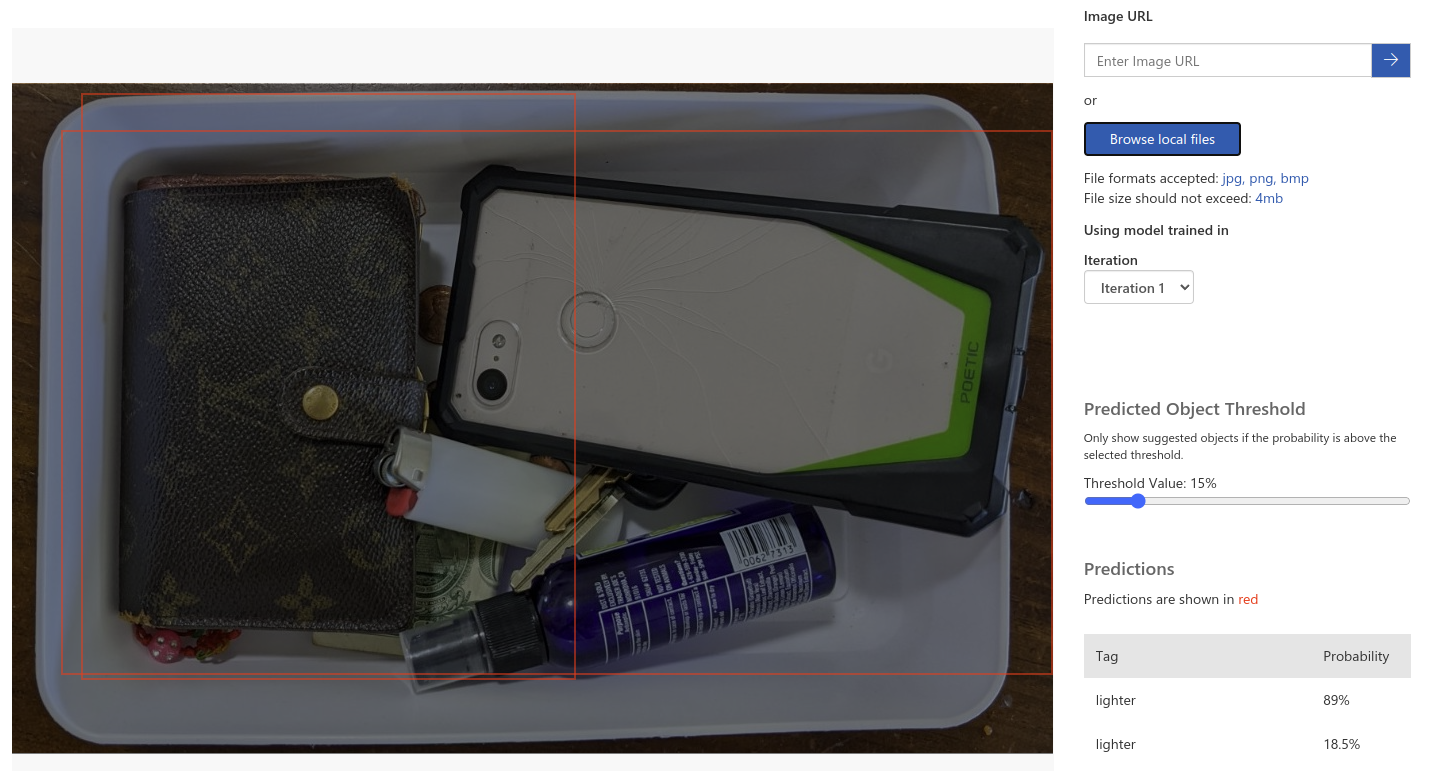 Image URL
Enter Image URL
or
Browse local files
File formats accepted: jpg, png, bmp
File size should not exceed: 4mb
Using model trained in
Iteration
Iteration 1
Predicted Object Threshold
Only show suggested objects if the probability is above the
selected threshold.
Threshold Value: 15%
Predictions
Predictions are shown in red
Tag Probability
lighter 89%
lighter 18.5%
POETIC
G